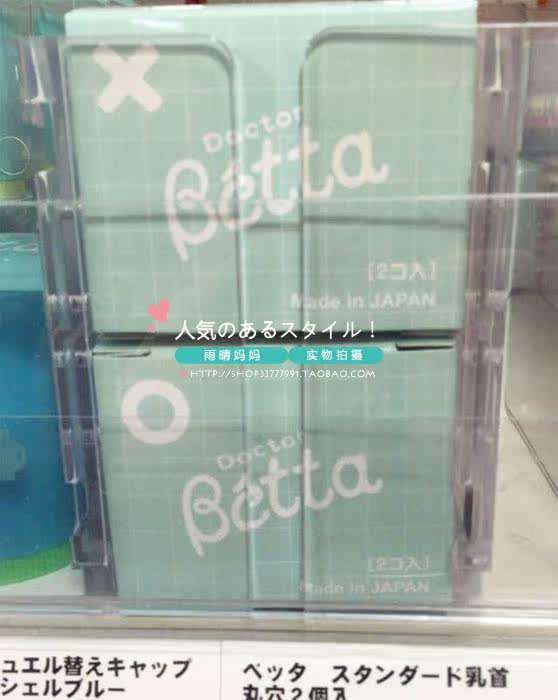 Doctor
Bétta
[2コ入]
Made in JAPAN
人気のあるスタイル！
雨晴妈妈 实物拍摄
HTTP://SHOP33777991.TAOBAO.COM
Doctor
Bétta
[2コ入]
Made in JAPAN
ュエル替えキャップ
シェルブルー
ベッタ スタンダード乳首
丸穴2個入